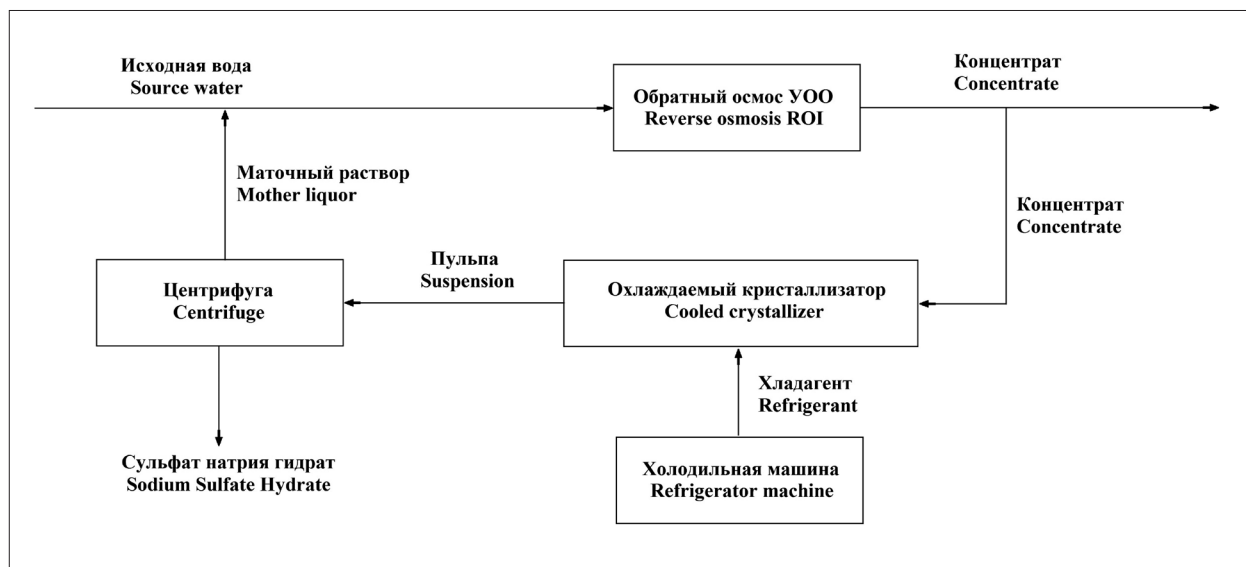 Исходная вода
Source water
Концентрат
Concentrate
Обратный осмос УОО
Reverse osmosis ROI
Маточный раствор
Mother liquor
Концентрат
Concentrate
Пульпа
Suspension
Центрифуга
Centrifuge
Охлаждаемый кристаллизатор
Cooled crystallizer
Хладагент
Refrigerant
Сульфат натрия гидрат
Sodium Sulfate Hydrate
Холодильная машина
Refrigerator machine